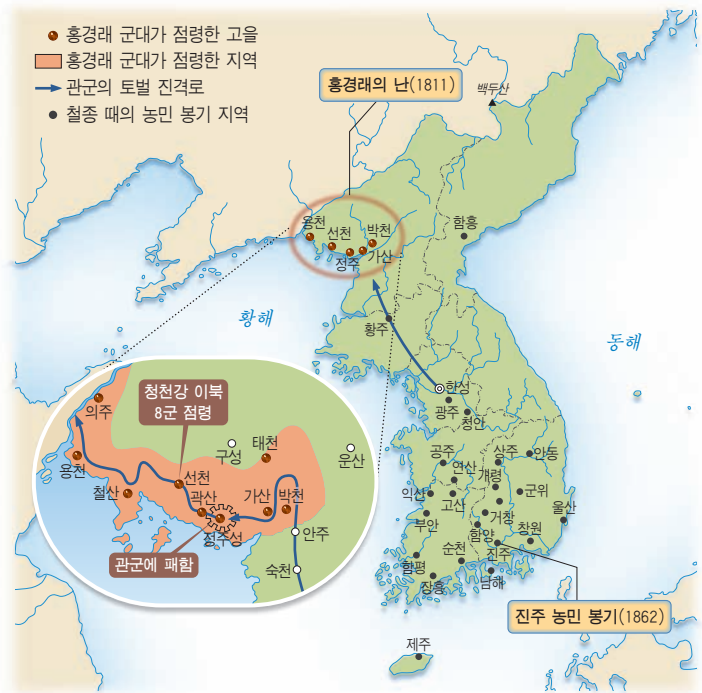 홍경래 군대가 점령한 고을
홍경래 군대가 점령한 지역
관군의 토벌 진격로
철종 때의 농민 봉기 지역
홍경래의 난(1811)
백두산
용천
선천
박천
정주
가산
함흥
황해
황주
동해
한성
광주
청안
공주
연산
상주
안동
개령
익산
고산
군위
거창
울산
부안
함양
창원
진주
순천
함평
장흥
남해
진주 농민 봉기(1862)
제주
청천강 이북
8군 점령
의주
용천
구성
태천
운산
선천
철산
곽산
가산
박천
정주성
안주
숙천
관군에 패함